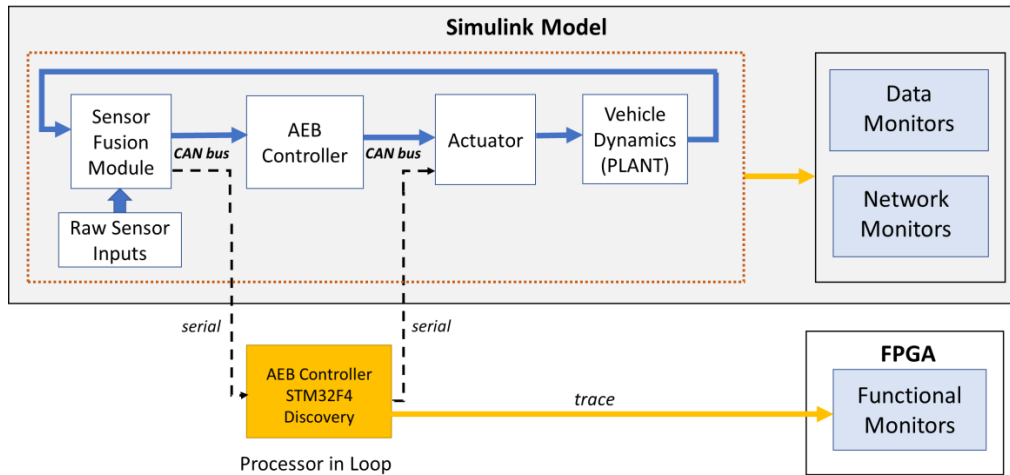 Simulink Model
Sensor
Fusion
Module
CAN bus
AEB
Controller
CAN bus
Actuator
Vehicle
Dynamics
(PLANT)
Raw Sensor
Inputs
Data
Monitors
Network
Monitors
serial
serial
AEB Controller
STM32F4
Discovery
Processor in Loop
trace
FPGA
Functional
Monitors